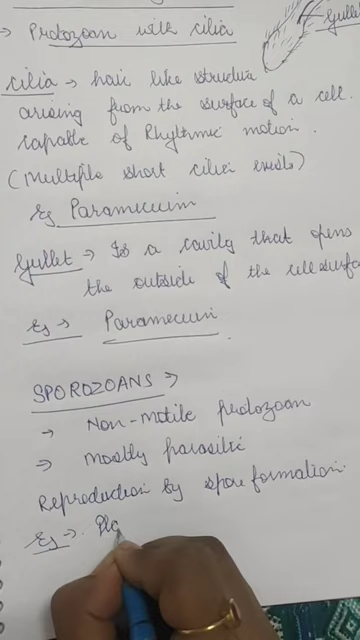 → Protozoan with cilia
Gullet
Cilia → hair like structure
arising from the surface of a cell.
capable of Rhythmic motion.
(Multiple short cilia exists)
Eg Paramecium
Gullet → Is a cavity that opens
the outside of the cell surface
Eg → Paramecium.
SPOROZOANS →
→ Non-motile protozoan
→ Mostly parasitic
Reproduction by spore formation.
Eg →. Pla